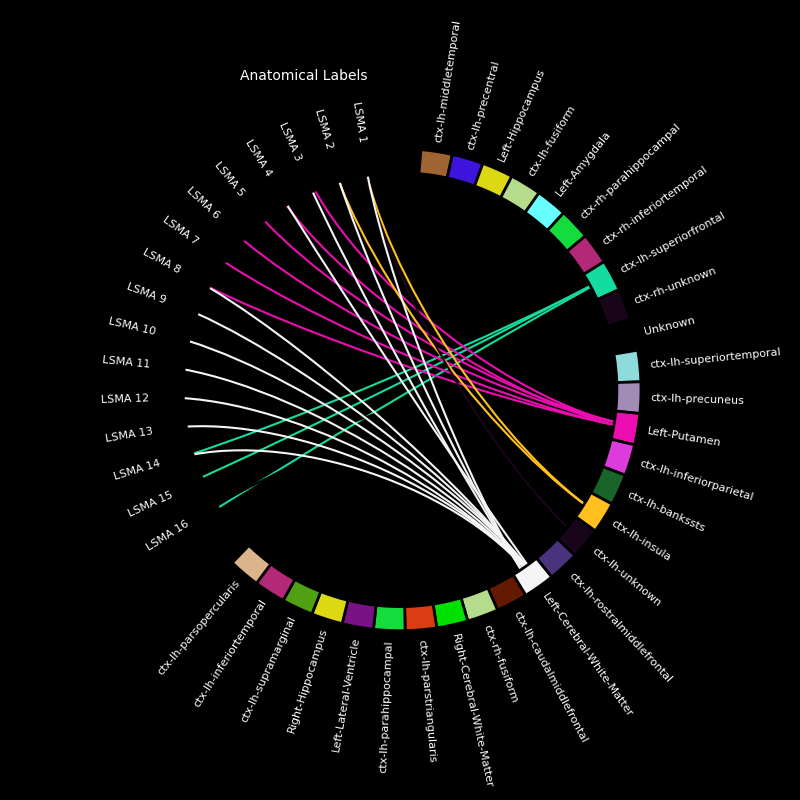 Anatomical Labels
LSMA 1
LSMA 2
LSMA 3
LSMA 4
LSMA 5
LSMA 6
LSMA 7
LSMA 8
LSMA 9
LSMA 10
LSMA 11
LSMA 12
LSMA 13
LSMA 14
LSMA 15
LSMA 16
ctx-lh-middletemporal
ctx-lh-precentral
Left-Hippocampus
ctx-lh-fusiform
Left-Amygdala
ctx-rh-parahippocampal
ctx-rh-inferiortemporal
ctx-lh-superiorfrontal
ctx-rh-unknown
Unknown
ctx-lh-superiortemporal
ctx-lh-precuneus
Left-Putamen
ctx-lh-inferiorparietal
ctx-lh-bankssts
ctx-lh-insula
ctx-lh-unknown
ctx-lh-rostralmiddlefrontal
Left-Cerebral-White-Matter
ctx-lh-caudalmiddlefrontal
ctx-rh-fusiform
Right-Cerebral-White-Matter
ctx-lh-parstriangularis
ctx-lh-parahippocampal
Left-Lateral-Ventricle
Right-Hippocampus
ctx-lh-supramarginal
ctx-lh-inferiortemporal
ctx-lh-parsopercularis